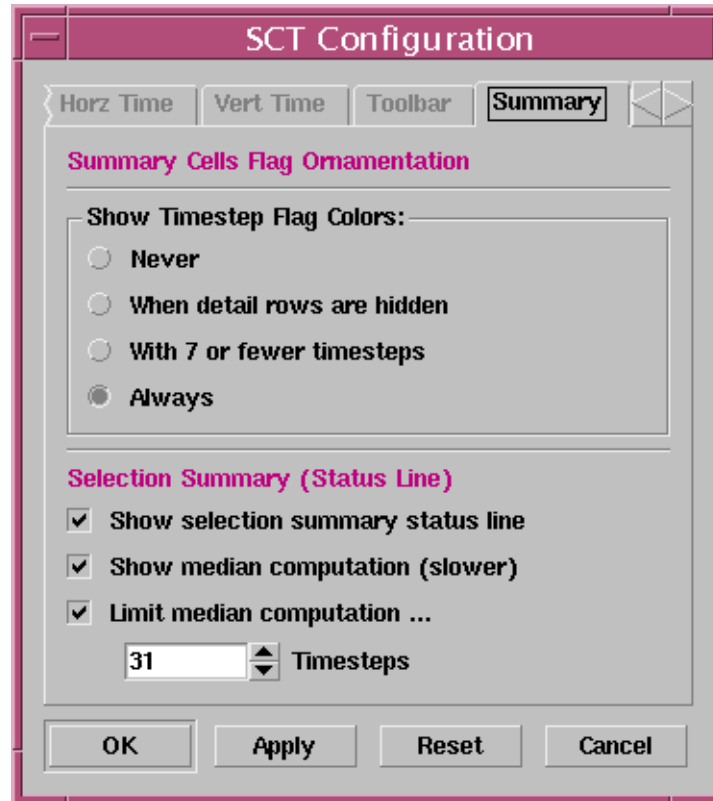 SCT Configuration
Horz Time Vert Time Toolbar Summary
Summary Cells Flag Ornamentation
Show Timestep Flag Colors:
Never
When detail rows are hidden
With 7 or fewer timesteps
Always
Selection Summary (Status Line)
Show selection summary status line
Show median computation (slower)
Limit median computation ...
31 Timesteps
OK Apply Reset Cancel